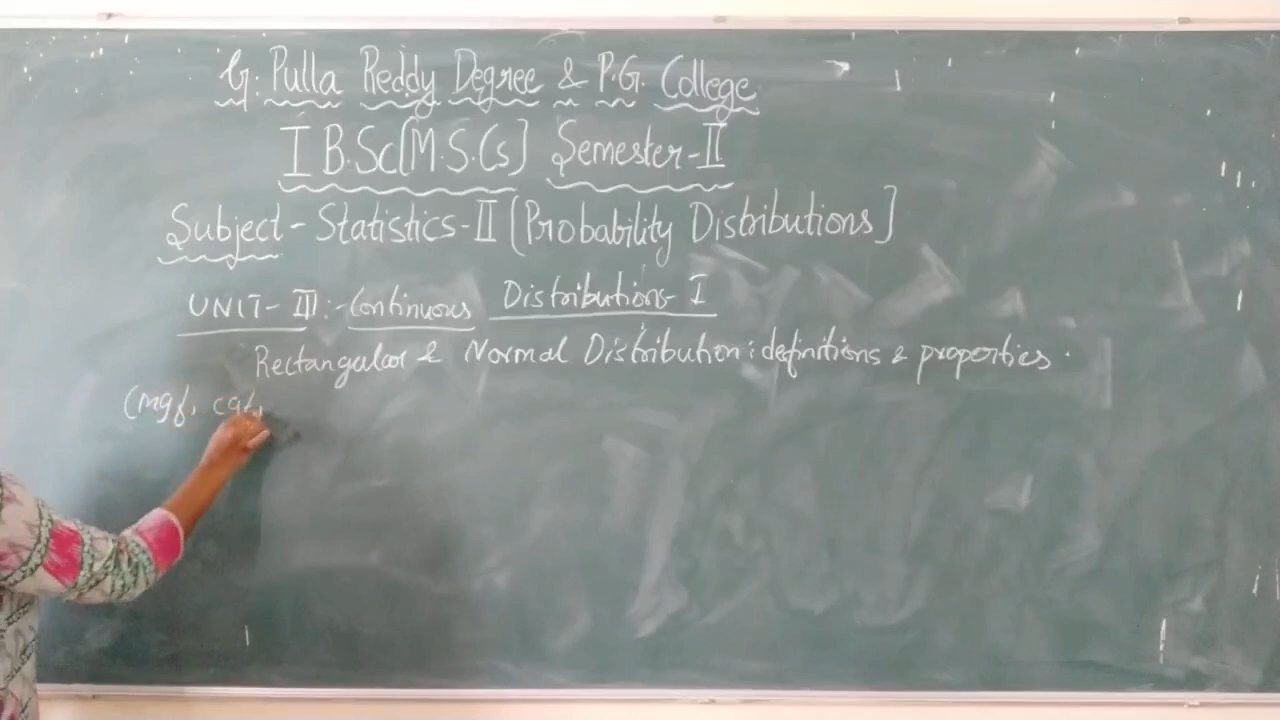 G. Pulla Reddy Degree & P.G. College
I B.Sc[M.S.Cs] Semester-II
Subject - Statistics-II [Probability Distributions]
UNIT-III:- Continuous Distributions-I
Rectangular & Normal Distribution: definitions & properties.
(mgf, cgf,